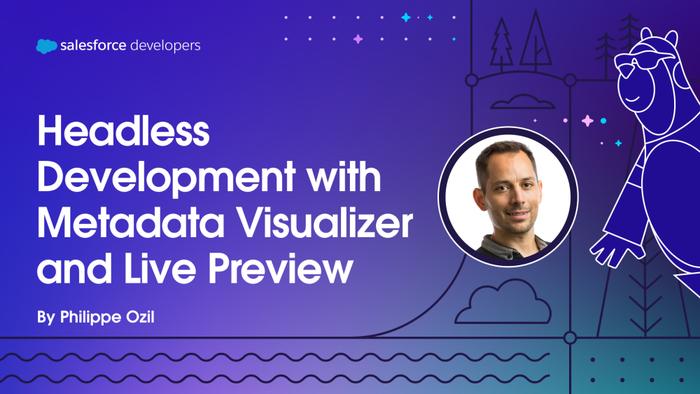 salesforce developers
Headless
Development with
Metadata Visualizer
and Live Preview
By Philippe Ozil